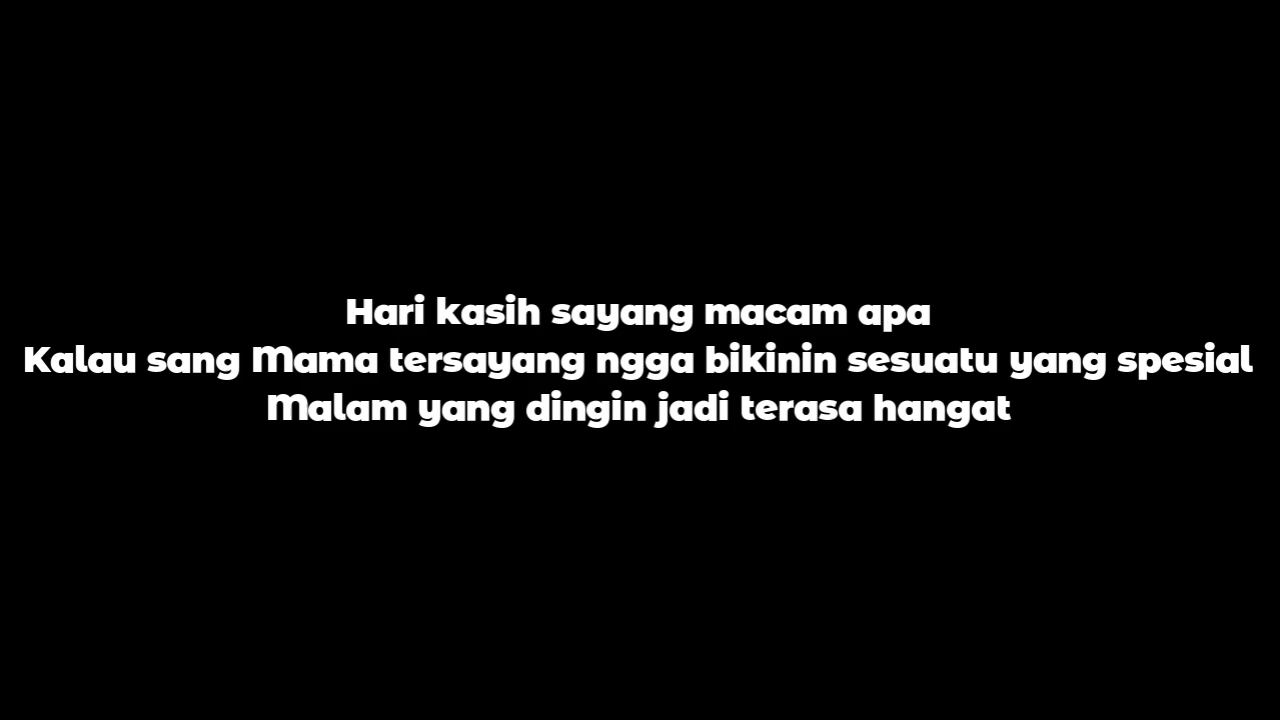 Hari kasih sayang macam apa
Kalau sang Mama tersayang ngga bikinin sesuatu yang spesial
Malam yang dingin jadi terasa hangat